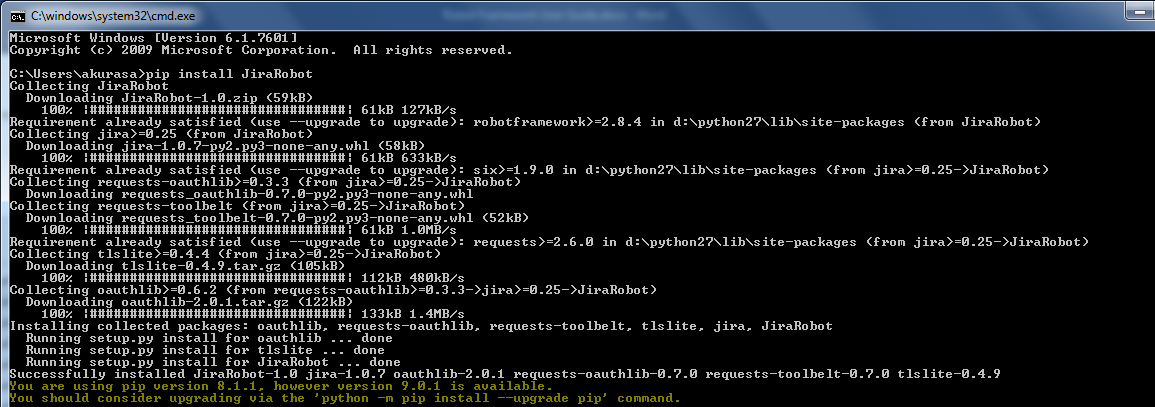 C:\windows\system32\cmd.exe
Microsoft Windows [Version 6.1.7601]
Copyright (c) 2009 Microsoft Corporation.  All rights reserved.
C:\Users\akurasa>pip install JiraRobot
Collecting JiraRobot
  Downloading JiraRobot-1.0.zip (59kB)
    100% |################################| 61kB 127kB/s
Requirement already satisfied (use --upgrade to upgrade): robotframework>=2.8.4 in d:\python27\lib\site-packages (from JiraRobot)
Collecting jira>=0.25 (from JiraRobot)
  Downloading jira-1.0.7-py2.py3-none-any.whl (58kB)
    100% |################################| 61kB 633kB/s
Requirement already satisfied (use --upgrade to upgrade): six>=1.9.0 in d:\python27\lib\site-packages (from jira>=0.25->JiraRobot)
Collecting requests-oauthlib>=0.3.3 (from jira>=0.25->JiraRobot)
  Downloading requests_oauthlib-0.7.0-py2.py3-none-any.whl
Collecting requests-toolbelt (from jira>=0.25->JiraRobot)
  Downloading requests_toolbelt-0.7.0-py2.py3-none-any.whl (52kB)
    100% |################################| 61kB 1.0MB/s
Requirement already satisfied (use --upgrade to upgrade): requests>=2.6.0 in d:\python27\lib\site-packages (from jira>=0.25->JiraRobot)
Collecting tlslite>=0.4.4 (from jira>=0.25->JiraRobot)
  Downloading tlslite-0.4.9.tar.gz (105kB)
    100% |################################| 112kB 480kB/s
Collecting oauthlib>=0.6.2 (from requests-oauthlib>=0.3.3->jira>=0.25->JiraRobot)
  Downloading oauthlib-2.0.1.tar.gz (122kB)
    100% |################################| 133kB 1.4MB/s
Installing collected packages: oauthlib, requests-oauthlib, requests-toolbelt, tlslite, jira, JiraRobot
  Running setup.py install for oauthlib ... done
  Running setup.py install for tlslite ... done
  Running setup.py install for JiraRobot ... done
Successfully installed JiraRobot-1.0 jira-1.0.7 oauthlib-2.0.1 requests-oauthlib-0.7.0 requests-toolbelt-0.7.0 tlslite-0.4.9
You are using pip version 8.1.1, however version 9.0.1 is available.
You should consider upgrading via the 'python -m pip install --upgrade pip' command.